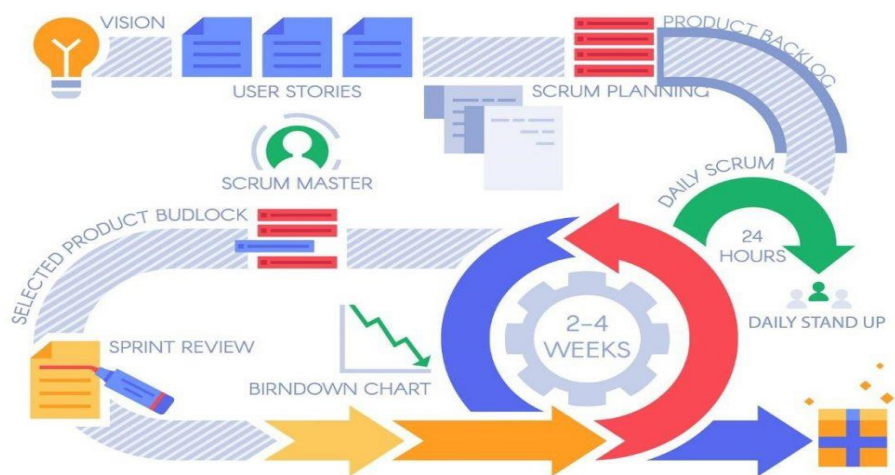 VISION
USER STORIES
SCRUM PLANNING
PRODUCT BACKLOG
SCRUM MASTER
DAILY SCRUM
24
HOURS
DAILY STAND UP
SELECTED PRODUCT BUDLOCK
2-4
WEEKS
SPRINT REVIEW
BIRNDOWN CHART